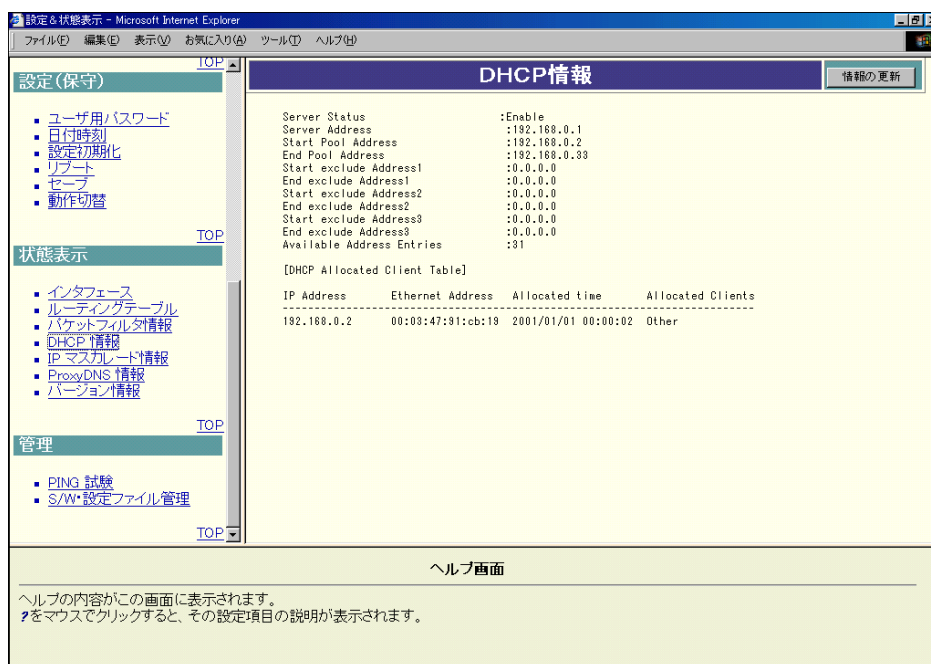 設定&状態表示 - Microsoft Internet Explorer
ファイル(F) 編集(E) 表示(V) お気に入り(A) ツール(T) ヘルプ(H)
TOP
設定(保守)
ユーザ用パスワード
日付時刻
設定初期化
リブート
セーブ
動作切替
TOP
状態表示
インタフェース
ルーティングテーブル
パケットフィルタ情報
DHCP 情報
IP マスカレード情報
ProxyDNS 情報
バージョン情報
TOP
管理
PING 試験
S/W・設定ファイル管理
TOP
DHCP情報
情報の更新
Server Status :Enable
Server Address :192.168.0.1
Start Pool Address :192.168.0.2
End Pool Address :192.168.0.33
Start exclude Address1 :0.0.0.0
End exclude Address1 :0.0.0.0
Start exclude Address2 :0.0.0.0
End exclude Address2 :0.0.0.0
Start exclude Address3 :0.0.0.0
End exclude Address3 :0.0.0.0
Available Address Entries :31
[DHCP Allocated Client Table]
IP Address Ethernet Address Allocated time Allocated Clients
192.168.0.2 00:03:47:91:cb:19 2001/01/01 00:00:02 Other
ヘルプ画面
ヘルプの内容がこの画面に表示されます。
?をマウスでクリックすると、その設定項目の説明が表示されます。